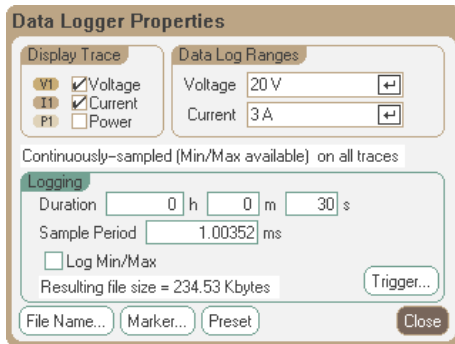 Data Logger Properties
Display Trace
V1 Voltage
I1 Current
P1 Power
Data Log Ranges
Voltage 20 V
Current 3 A
Continuously-sampled (Min/Max available) on all traces
Logging
Duration 0 h 0 m 30 s
Sample Period 1.00352 ms
Log Min/Max
Resulting file size = 234.53 Kbytes
Trigger...
File Name... Marker... Preset Close